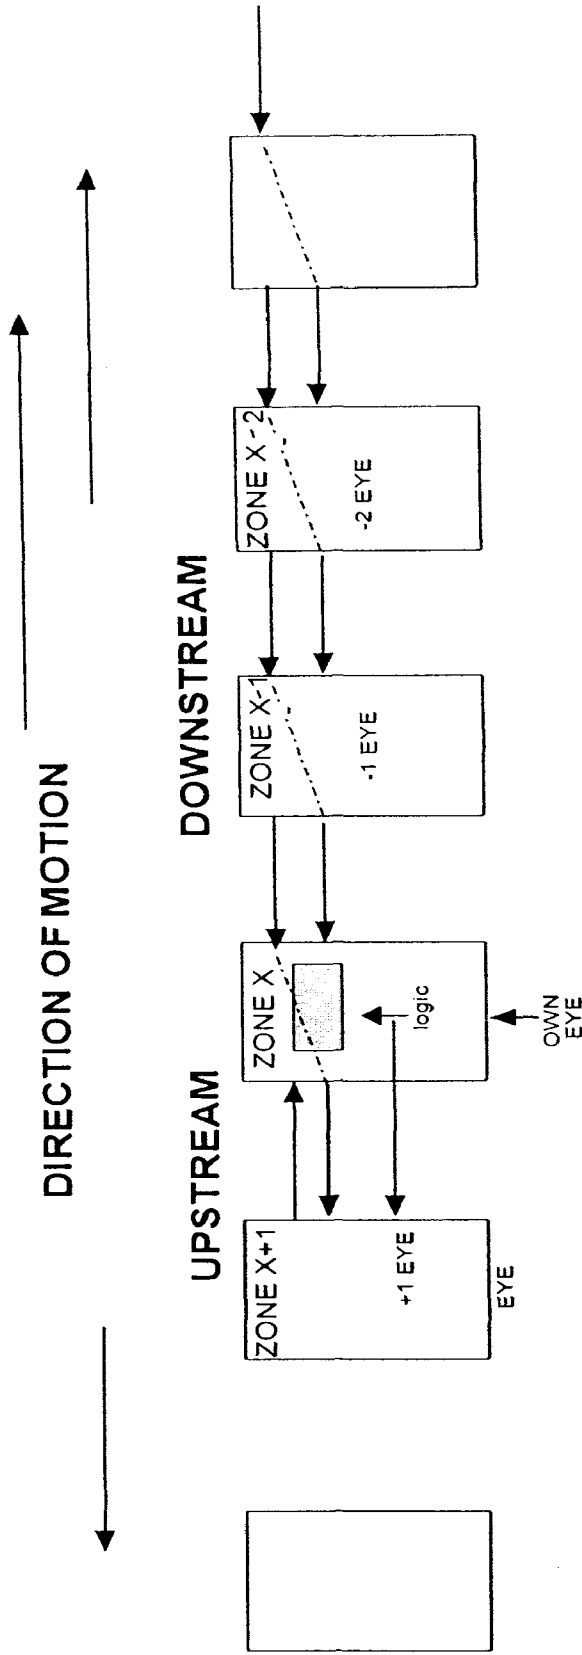 DIRECTION OF MOTION
UPSTREAM
DOWNSTREAM
ZONE X+1
+1 EYE
EYE
ZONE X
logic
OWN
EYE
ZONE X-1
-1 EYE
ZONE X-2
-2 EYE